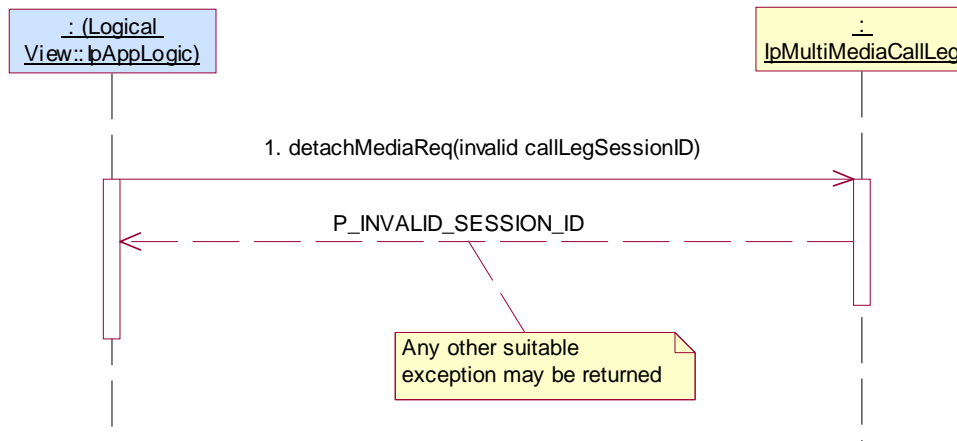 : (Logical
View::IpAppLogic)
:
IpMultiMediaCallLeg
1. detachMediaReq(invalid callLegSessionID)
P_INVALID_SESSION_ID
Any other suitable
exception may be returned